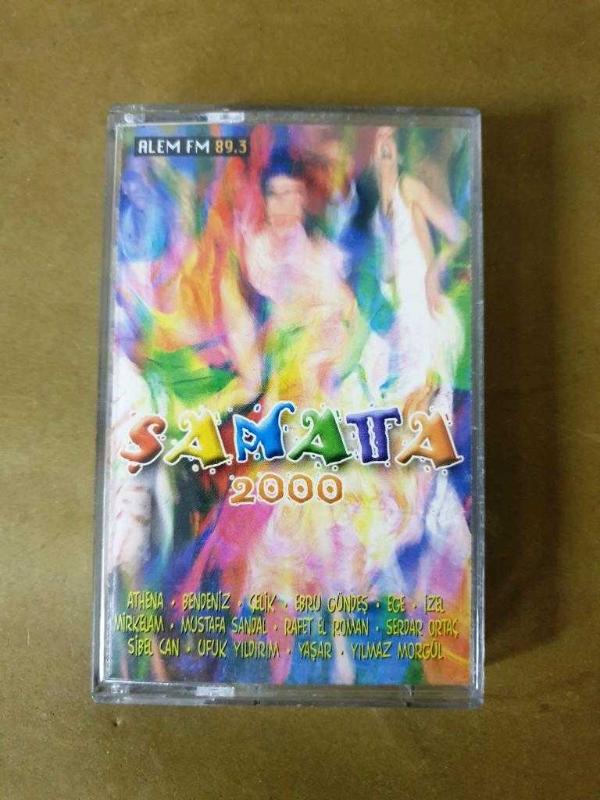 ALEM FM 89.3
ŞAMATA
2000
ATHENA • BENDENİZ • ÇELİK • EBRU GÜNDEŞ • EGE • İZEL
MİRKELAM • MUSTAFA SANDAL • RAFET EL ROMAN • SERDAR ORTAÇ
SİBEL CAN • UFUK YILDIRIM • YAŞAR • YILMAZ MORGÜL